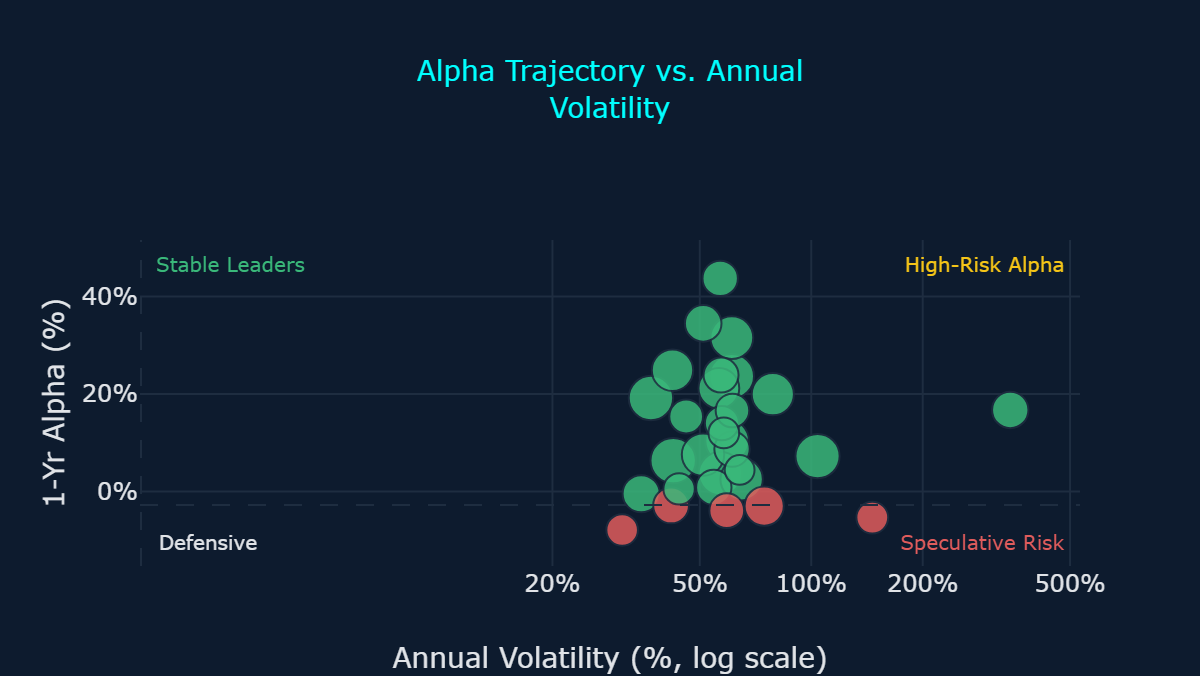 Alpha Trajectory vs. Annual
Volatility
Stable Leaders
High-Risk Alpha
40%
20%
0%
1-Yr Alpha (%)
Defensive
Speculative Risk
20%
50%
100%
200%
500%
Annual Volatility (%, log scale)